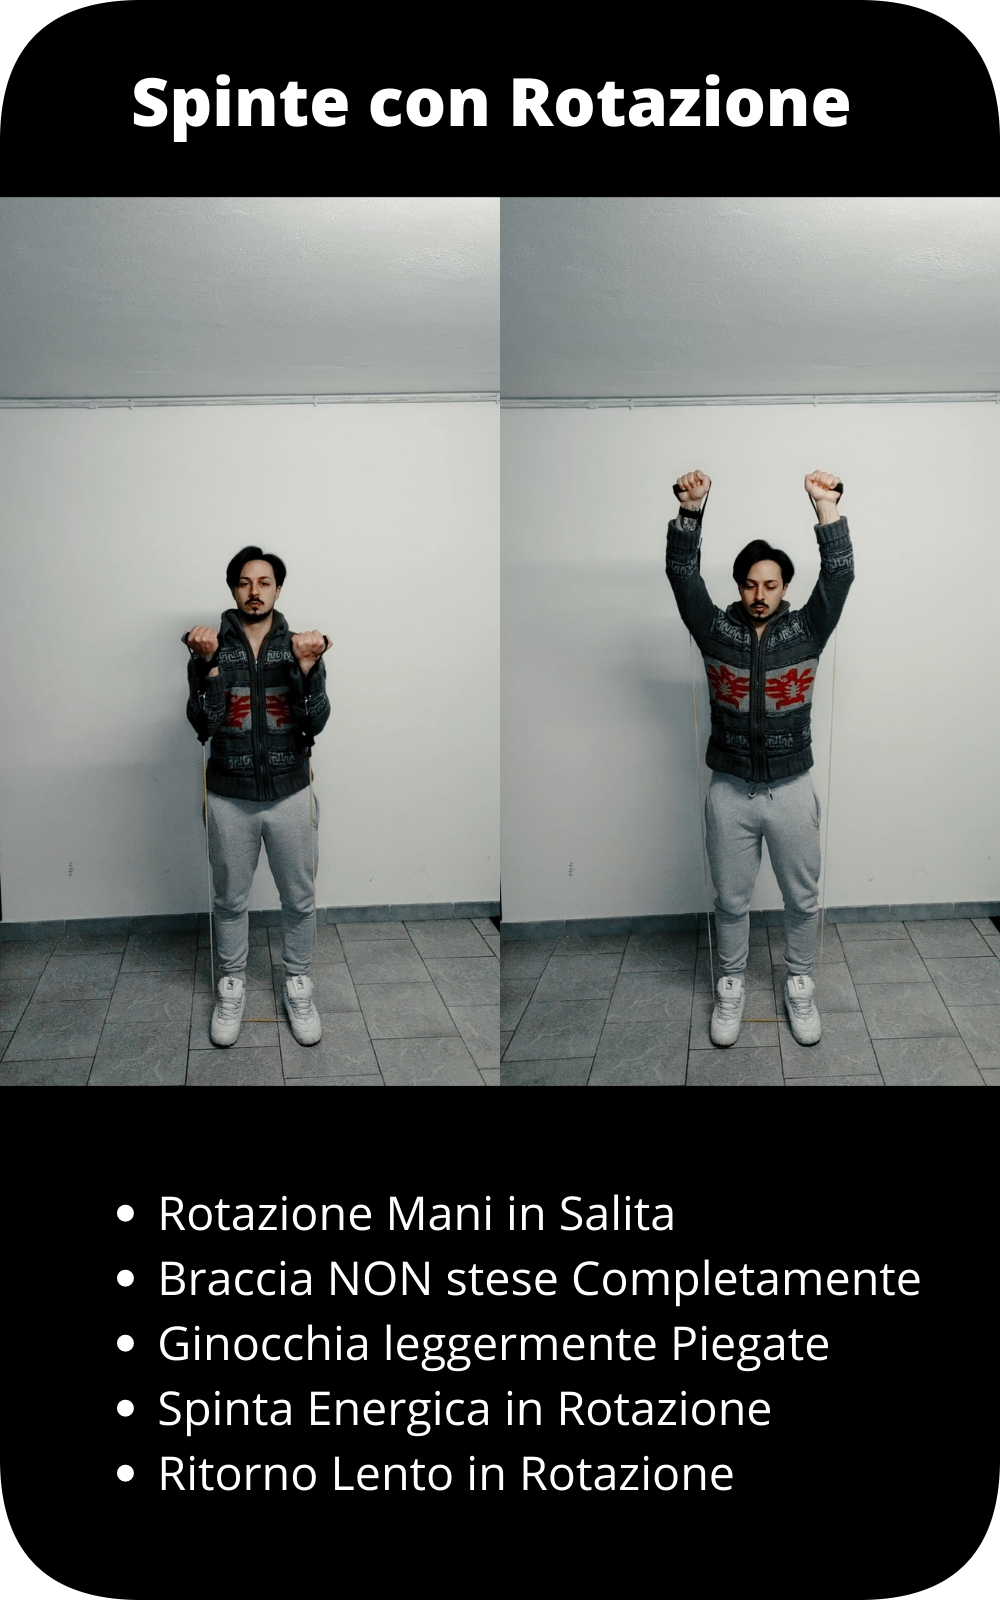 Spinte con Rotazione
Rotazione Mani in Salita
Braccia NON stese Completamente
Ginocchia leggermente Piegate
Spinta Energica in Rotazione
Ritorno Lento in Rotazione